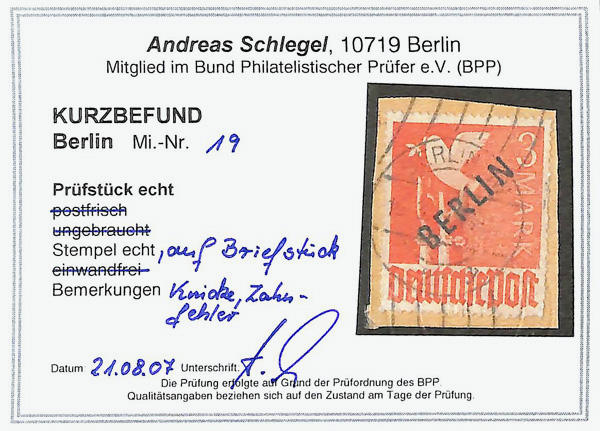 Andreas Schlegel, 10719 Berlin
Mitglied im Bund Philatelistischer Prüfer e.V. (BPP)
KURZBEFUND
Berlin Mi.-Nr. 19
Prüfstück echt
postfrisch
ungebraucht
Stempel echt, auf Briefstück
einwandfrei
Bemerkungen Knicke, Zahn-
fehler
Datum 21.08.07 Unterschrift
Die Prüfung erfolgte auf Grund der Prüfordnung des BPP.
Qualitätsangaben beziehen sich auf den Zustand am Tage der Prüfung.
RLIN
3 MARK
BERLIN
Deutsche Post